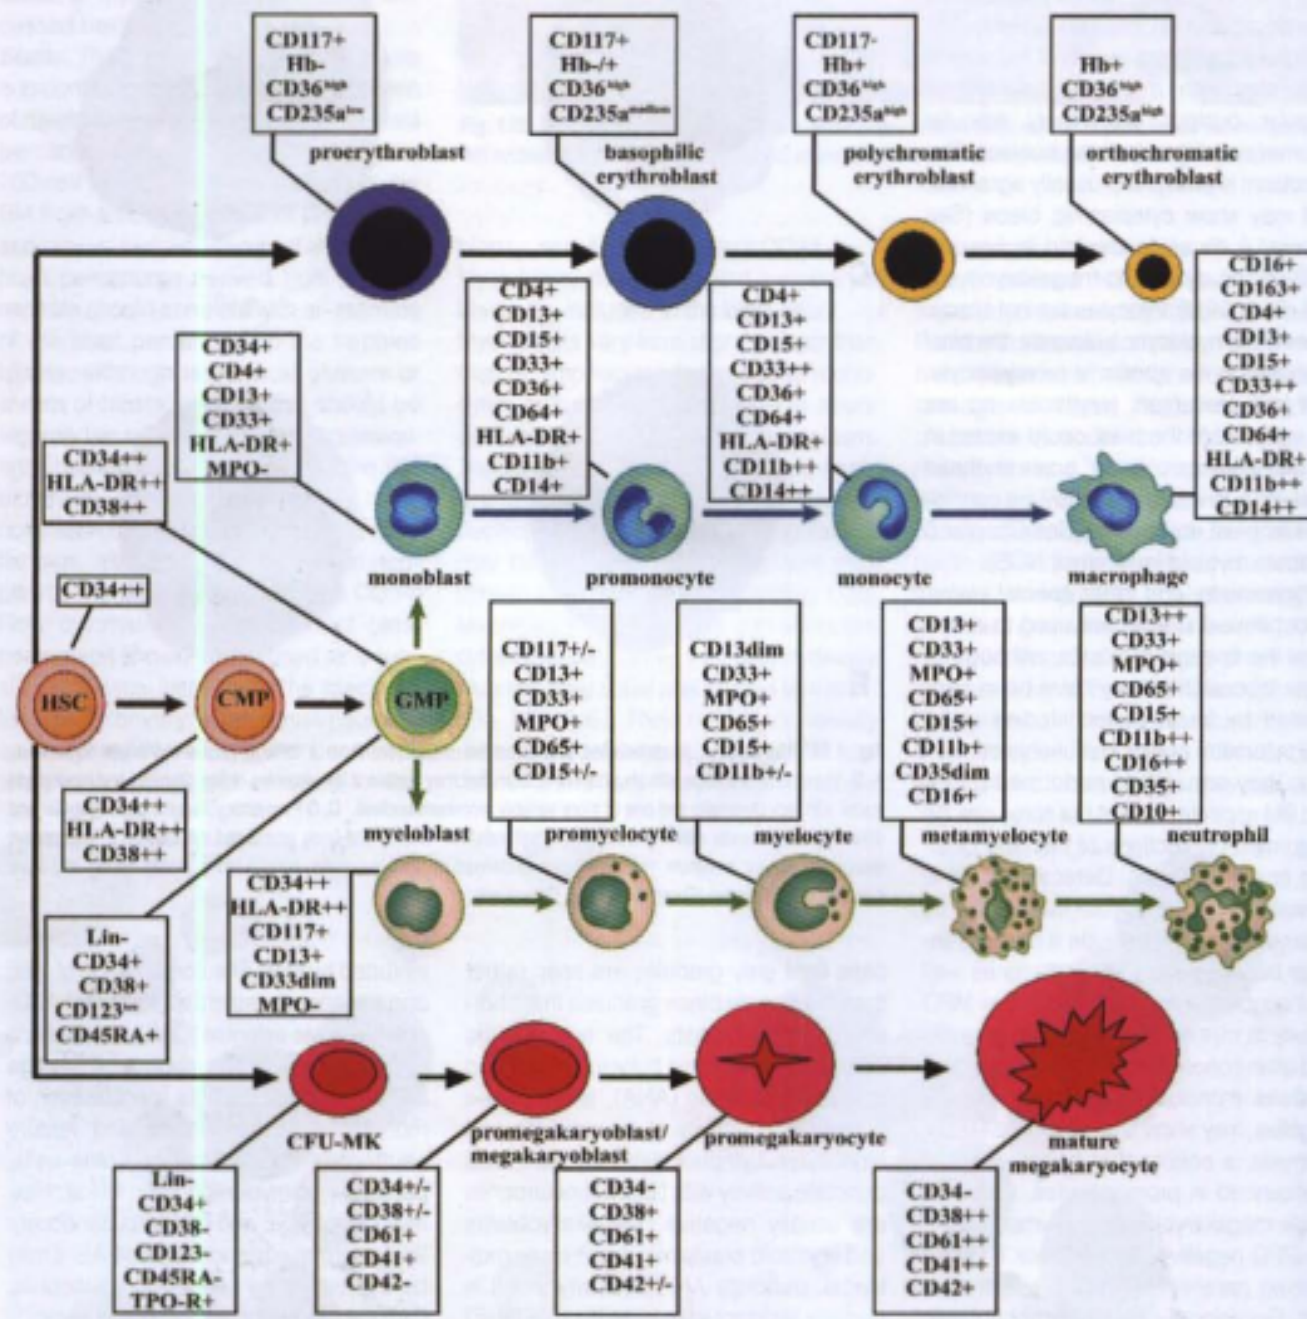 CD117+
Hb-
CD36high
CD235alow
proerythroblast
CD117+
Hb-/+
CD36high
CD235amedium
basophilic
erythroblast
CD117-
Hb+
CD36high
CD235ahigh
polychromatic
erythroblast
Hb+
CD36high
CD235ahigh
orthochromatic
erythroblast
CD34+
CD4+
CD13+
CD33+
HLA-DR+
MPO-
monoblast
CD4+
CD13+
CD15+
CD33+
CD36+
CD64+
HLA-DR+
CD11b+
CD14+
promonocyte
CD4+
CD13+
CD15+
CD33++
CD36+
CD64+
HLA-DR+
CD11b++
CD14++
monocyte
CD16+
CD163+
CD4+
CD13+
CD15+
CD33++
CD36+
CD64+
HLA-DR+
CD11b++
CD14++
macrophage
CD34++
HLA-DR++
CD38++
CD34++
HSC
CMP
GMP
CD34++
HLA-DR++
CD38++
Lin-
CD34+
CD38+
CD123
CD45RA+
myeloblast
CD34++
HLA-DR++
CD117+
CD13+
CD33dim
MPO-
CD117+/-
CD13+
CD33+
MPO+
CD65+
CD15+/-
promyelocyte
CD13dim
CD33+
MPO+
CD65+
CD15+
CD11b+/-
myelocyte
CD13+
CD33+
MPO+
CD65+
CD15+
CD11b+
CD35dim
CD16+
metamyelocyte
CD13++
CD33+
MPO+
CD65+
CD15+
CD11b++
CD16++
CD35+
CD10+
neutrophil
CFU-MK
Lin-
CD34+
CD38-
CD123-
CD45RA-
TPO-R+
promegakaryoblast/
megakaryoblast
CD34+/-
CD38+/-
CD61+
CD41+
CD42-
promegakaryocyte
CD34-
CD38+
CD61+
CD41+
CD42+/-
mature
megakaryocyte
CD34-
CD38++
CD61++
CD41++
CD42+